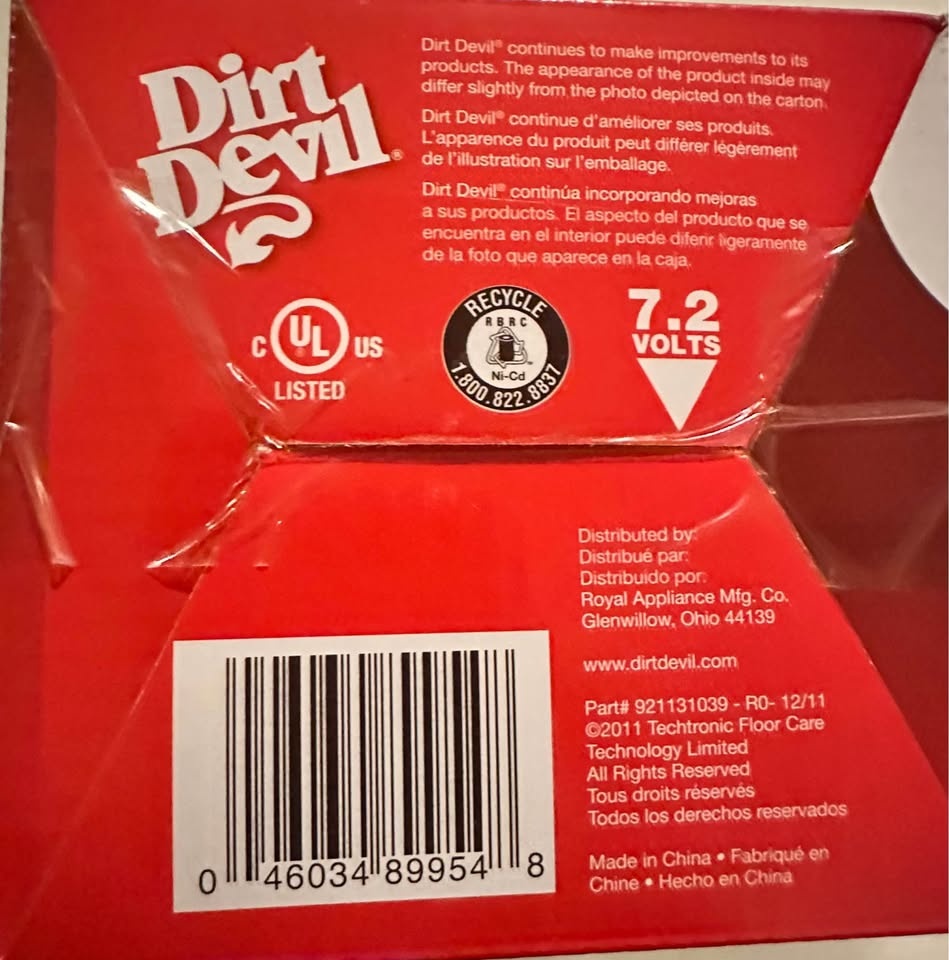 Dirt
Devil®
Dirt Devil® continues to make improvements to its
products. The appearance of the product inside may
differ slightly from the photo depicted on the carton.
Dirt Devil® continue d'améliorer ses produits.
L'apparence du produit peut différer légèrement
de l'illustration sur l'emballage.
Dirt Devil® continúa incorporando mejoras
a sus productos. El aspecto del producto que se
encuentra en el interior puede diferir ligeramente
de la foto que aparece en la caja.
C UL® US
LISTED
RECYCLE
RBRC
Ni-Cd
1.800.822.8837
7.2
VOLTS
Distributed by:
Distribué par:
Distribuido por:
Royal Appliance Mfg. Co.
Glenwillow, Ohio 44139
www.dirtdevil.com
Part# 921131039 - R0- 12/11
©2011 Techtronic Floor Care
Technology Limited
All Rights Reserved
Tous droits réservés
Todos los derechos reservados
Made in China • Fabriqué en
Chine • Hecho en China
0 46034 89954 8